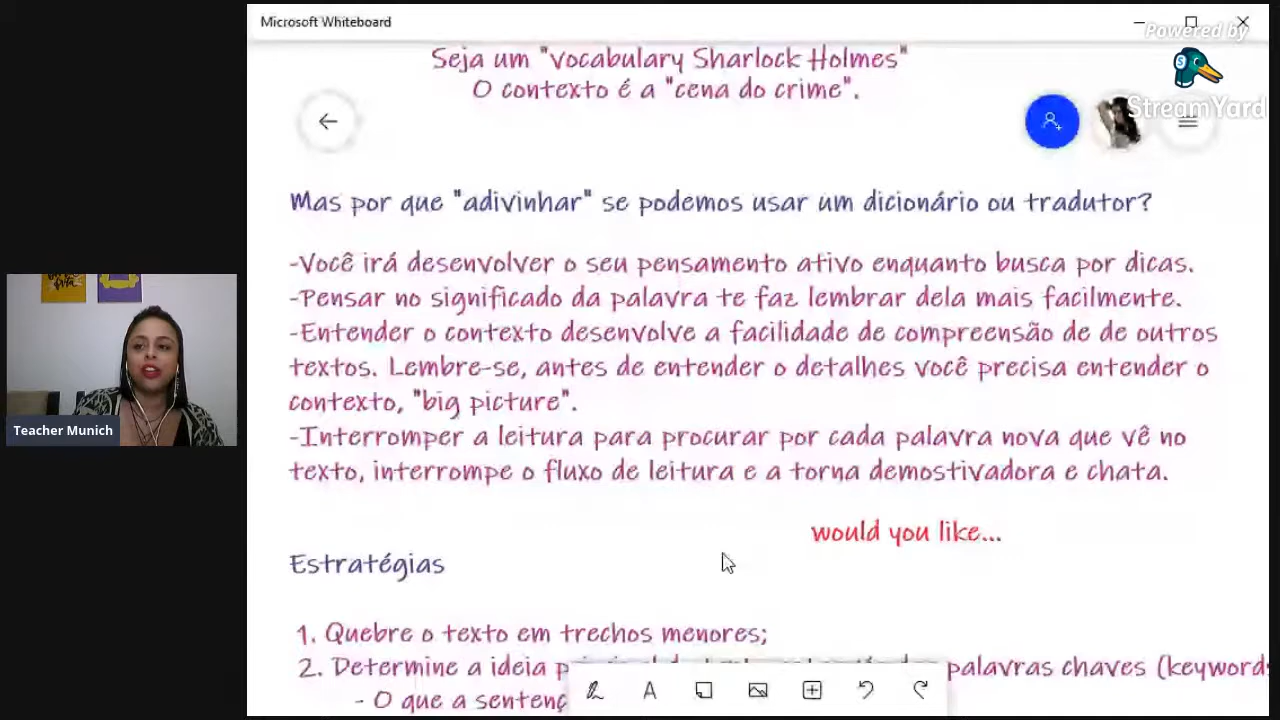 Microsoft Whiteboard
Powered by
StreamYard
Seja um "vocabulary Sharlock Holmes"
O contexto é a "cena do crime".
Mas por que "adivinhar" se podemos usar um dicionário ou tradutor?
-Você irá desenvolver o seu pensamento ativo enquanto busca por dicas.
-Pensar no significado da palavra te faz lembrar dela mais facilmente.
-Entender o contexto desenvolve a facilidade de compreensão de de outros
textos. Lembre-se, antes de entender o detalhes você precisa entender o
contexto, "big picture".
-Interromper a leitura para procurar por cada palavra nova que vê no
texto, interrompe o fluxo de leitura e a torna demostivadora e chata.
would you like...
Estratégias
1. Quebre o texto em trechos menores;
2. Determine a ideia palavras chaves (keyword
- O que a sentenç
Teacher Munich